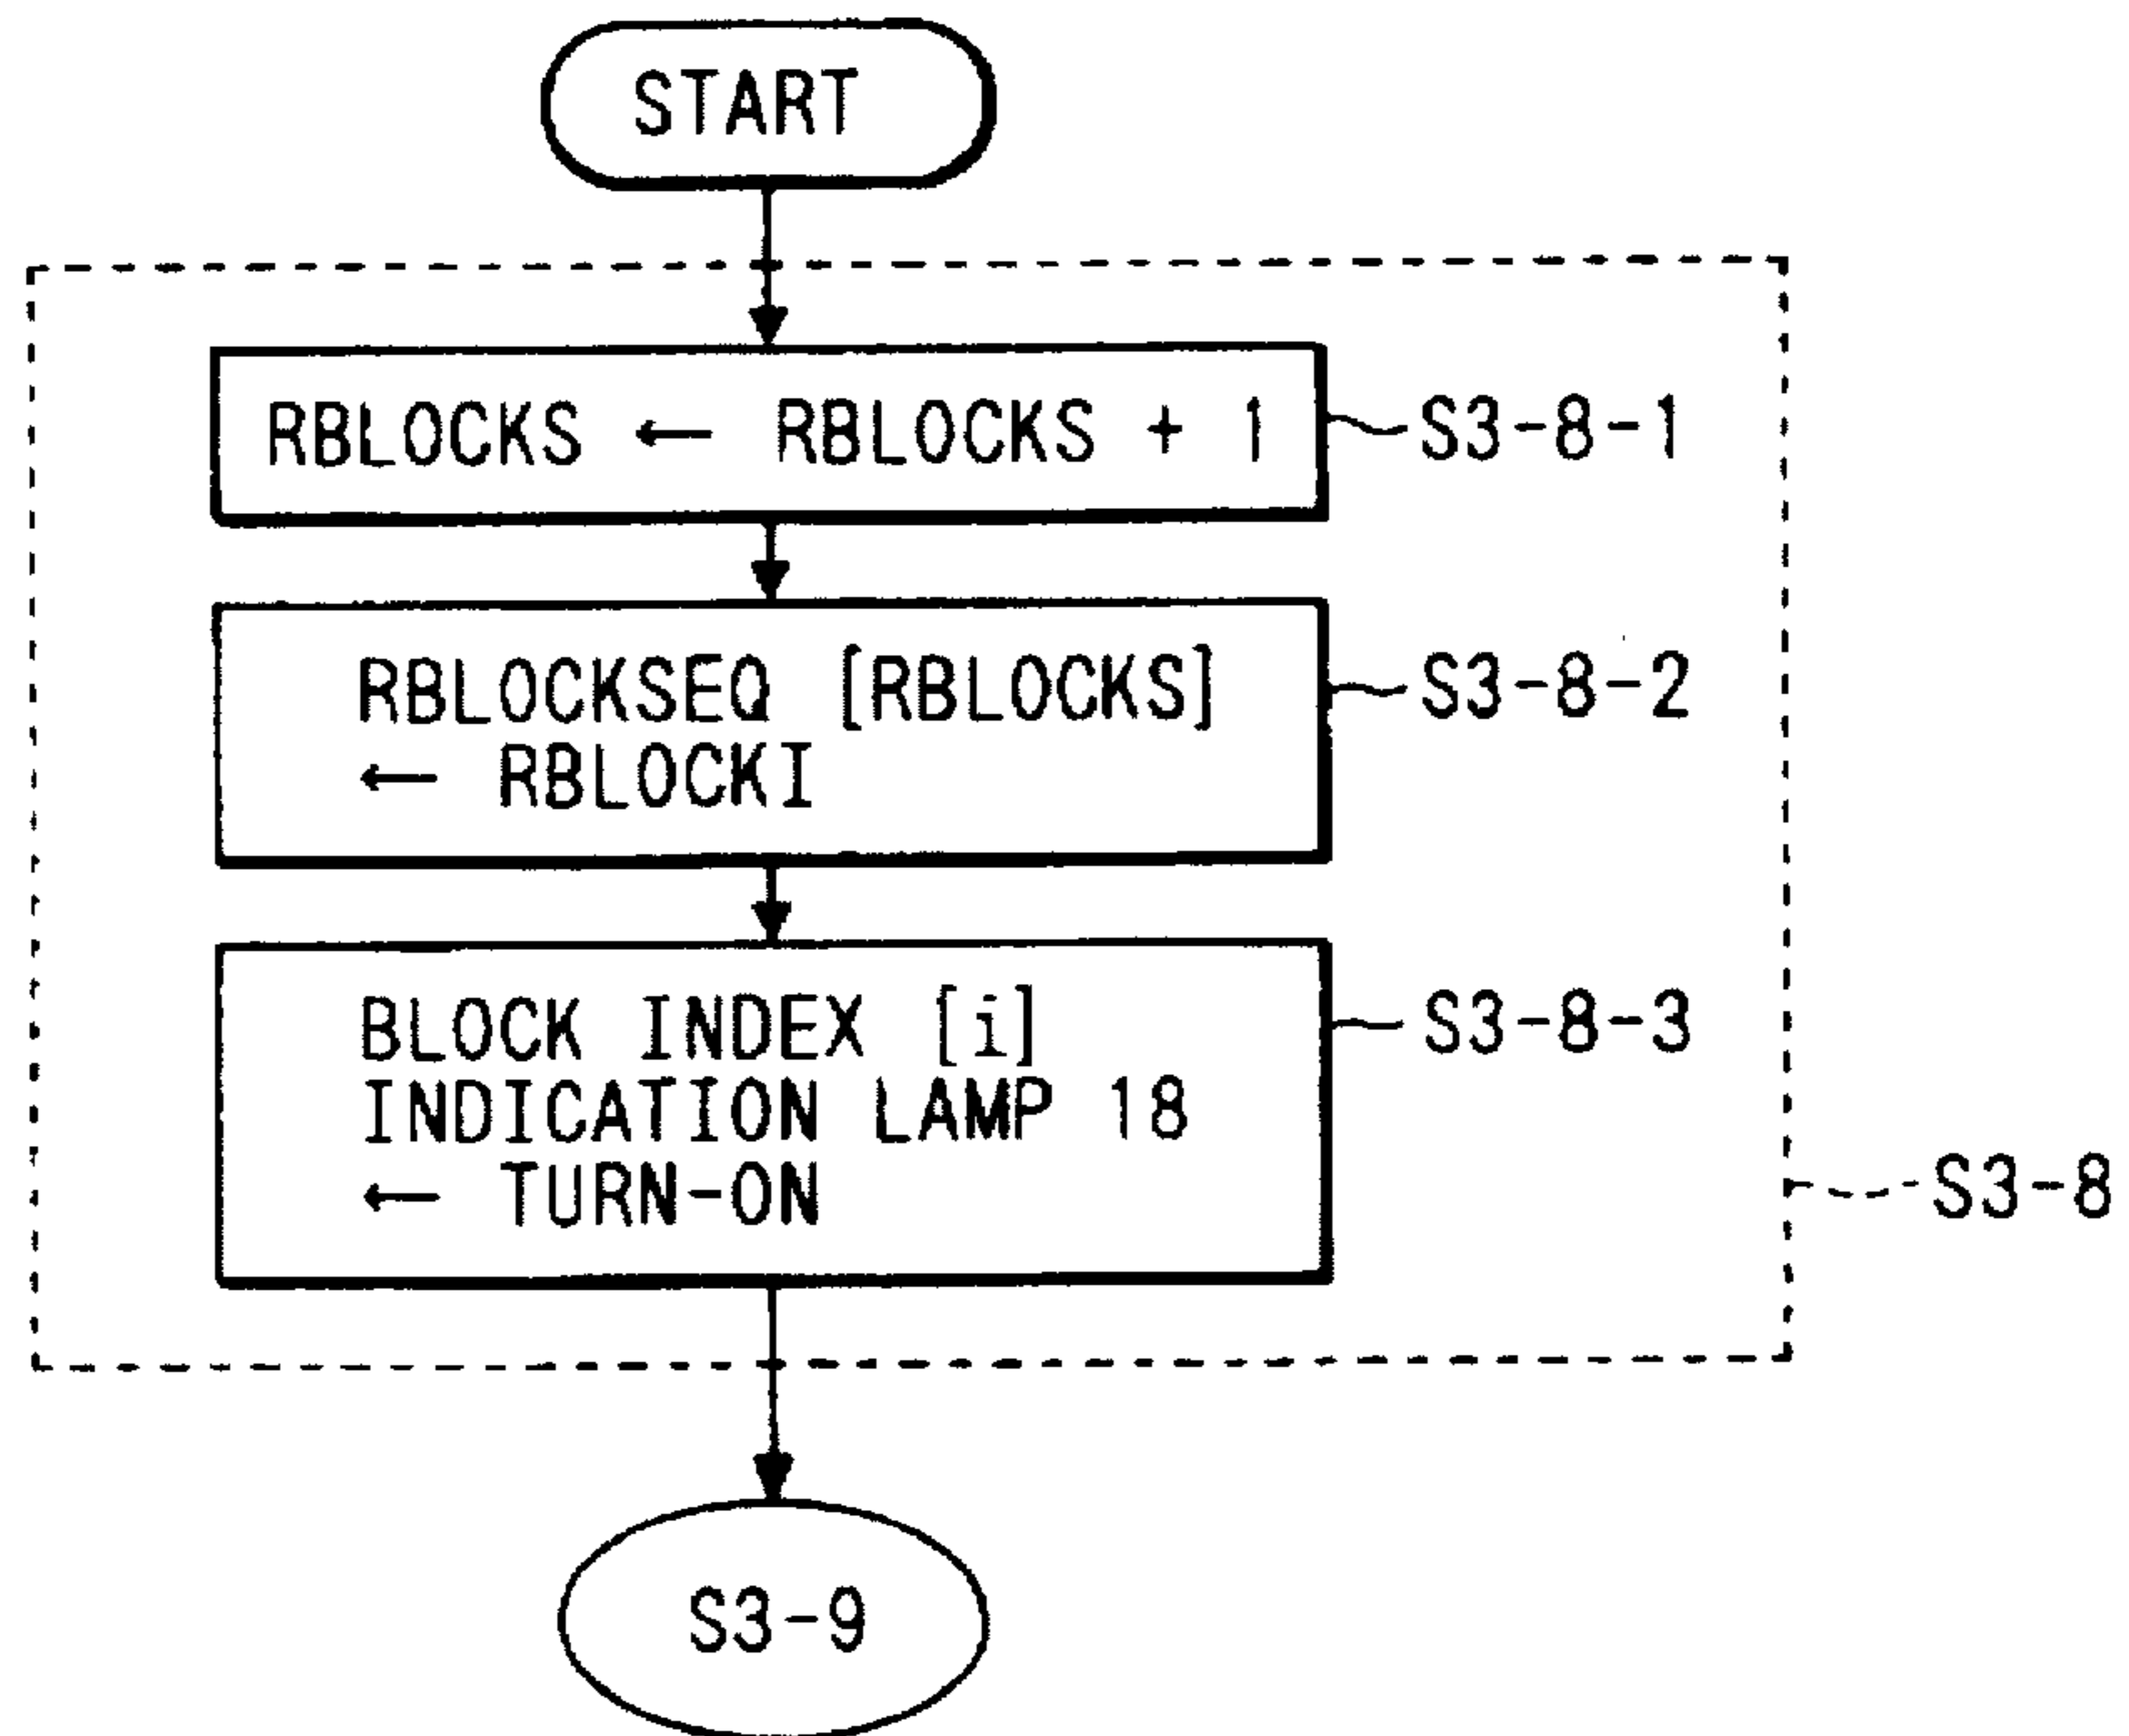 START
RBLOCKS ← RBLOCKS + 1
S3-8-1
RBLOCKSEQ [RBLOCKS]
← RBLOCKI
S3-8-2
BLOCK INDEX [i]
INDICATION LAMP 18
← TURN-ON
S3-8-3
S3-8
S3-9